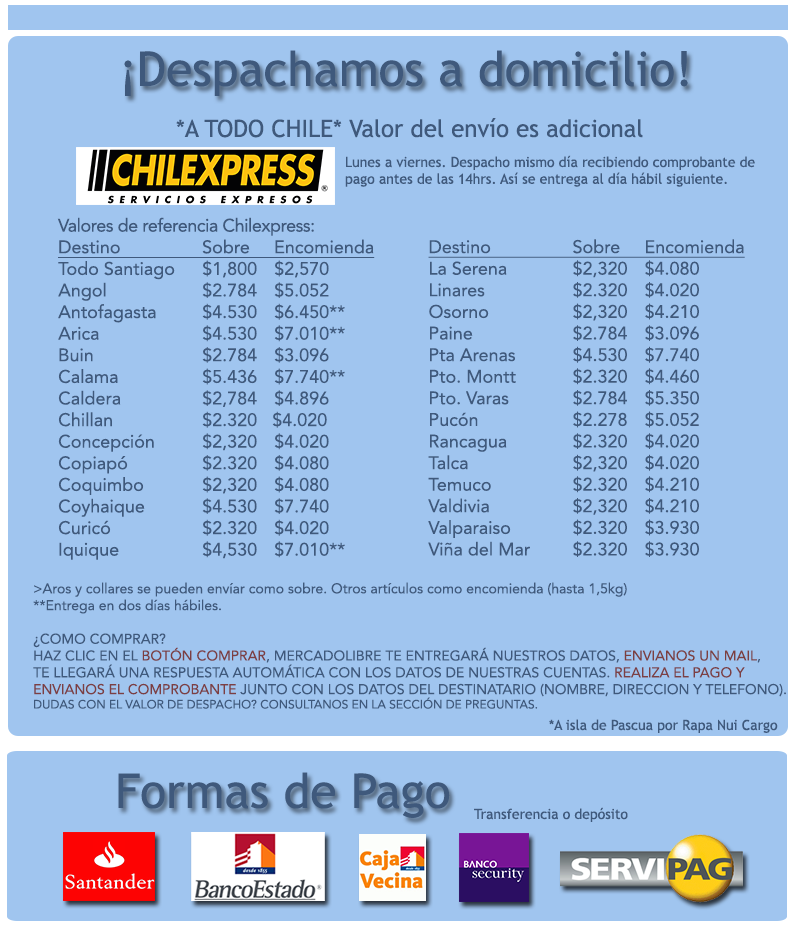 ¡Despachamos a domicilio!
*A TODO CHILE* Valor del envío es adicional
CHILEXPRESS®
SERVICIOS EXPRESOS
Lunes a viernes. Despacho mismo día recibiendo comprobante de
pago antes de las 14hrs. Así se entrega al día hábil siguiente.
Valores de referencia Chilexpress:
Destino Sobre Encomienda
Todo Santiago $1,800 $2,570
Angol $2.784 $5.052
Antofagasta $4.530 $6.450**
Arica $4.530 $7.010**
Buin $2.784 $3.096
Calama $5.436 $7.740**
Caldera $2,784 $4.896
Chillan $2.320 $4.020
Concepción $2,320 $4.020
Copiapó $2.320 $4.080
Coquimbo $2,320 $4.080
Coyhaique $4.530 $7.740
Curicó $2.320 $4.020
Iquique $4,530 $7.010**
Destino Sobre Encomienda
La Serena $2,320 $4.080
Linares $2.320 $4.020
Osorno $2,320 $4.210
Paine $2.784 $3.096
Pta Arenas $4.530 $7.740
Pto. Montt $2.320 $4.460
Pto. Varas $2.784 $5.350
Pucón $2.278 $5.052
Rancagua $2.320 $4.020
Talca $2,320 $4.020
Temuco $2.320 $4.210
Valdivia $2,320 $4.210
Valparaiso $2.320 $3.930
Viña del Mar $2.320 $3.930
>Aros y collares se pueden envíar como sobre. Otros artículos como encomienda (hasta 1,5kg)
**Entrega en dos días hábiles.
¿COMO COMPRAR?
HAZ CLIC EN EL BOTÓN COMPRAR, MERCADOLIBRE TE ENTREGARÁ NUESTROS DATOS, ENVIANOS UN MAIL,
TE LLEGARÁ UNA RESPUESTA AUTOMÁTICA CON LOS DATOS DE NUESTRAS CUENTAS. REALIZA EL PAGO Y
ENVIANOS EL COMPROBANTE JUNTO CON LOS DATOS DEL DESTINATARIO (NOMBRE, DIRECCION Y TELEFONO).
DUDAS CON EL VALOR DE DESPACHO? CONSULTANOS EN LA SECCIÓN DE PREGUNTAS.
*A isla de Pascua por Rapa Nui Cargo
Formas de Pago
Transferencia o depósito
Santander
desde 1855
BancoEstado®
Caja
Vecina
BANCO
security
SERVIPAG